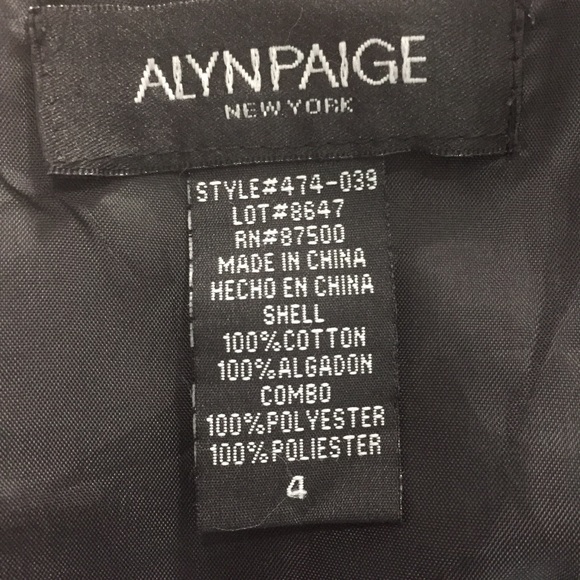 ALYNPAIGE
NEW YORK
STYLE#474-039
LOT#8647
RN#87500
MADE IN CHINA
HECHO EN CHINA
SHELL
100%COTTON
100%ALGADON
COMBO
100%POLYESTER
100%POLIESTER
4